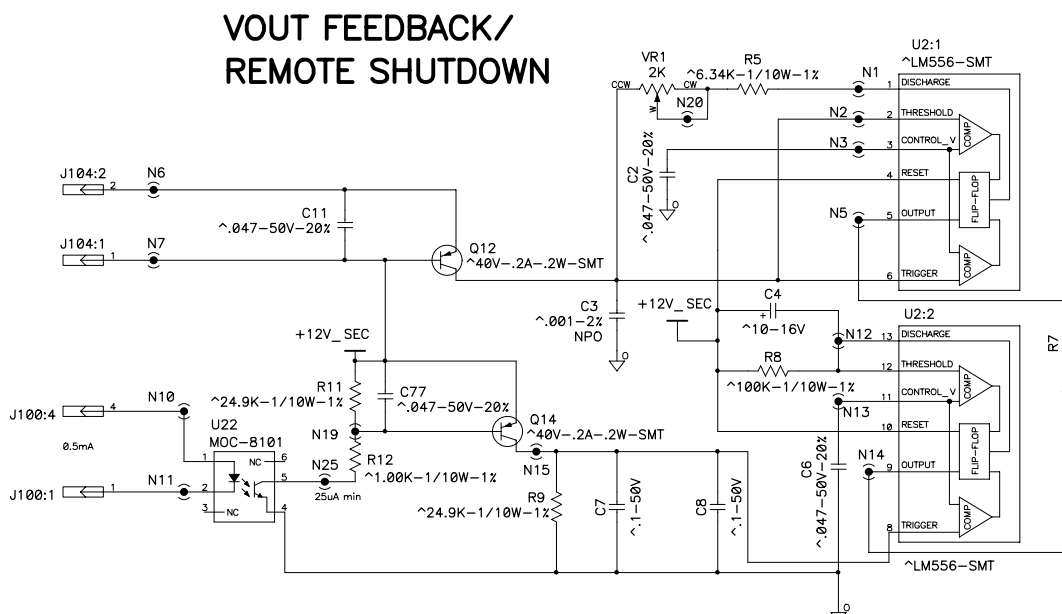 VOUT FEEDBACK/
REMOTE SHUTDOWN
U2:1
^LM556-SMT
VR1
2K
R5
^6.34K-1/10W-1%
CCW
CW
W
N20
N1
1 DISCHARGE
N2
2 THRESHOLD
COMP
N3
3 CONTROL_V
C2
^.047-50V-20%
0
4 RESET
FLIP-FLOP
N5
5 OUTPUT
COMP
6 TRIGGER
J104:2
2
N6
C11
^.047-50V-20%
J104:1
1
N7
Q12
^40V-.2A-.2W-SMT
C3
^.001-2%
NPO
0
+12V_SEC
C4
+
^10-16V
U2:2
N12
13 DISCHARGE
R7
+12V_SEC
R8
^100K-1/10W-1%
12 THRESHOLD
COMP
R11
^24.9K-1/10W-1%
C77
^.047-50V-20%
N13
11 CONTROL_V
10 RESET
FLIP-FLOP
N10
J100:4
4
0.5mA
U22
MOC-8101
N19
Q14
^40V-.2A-.2W-SMT
N15
N14
9 OUTPUT
1
NC
6
5
N25
25uA min
R12
^1.00K-1/10W-1%
C6
^.047-50V-20%
N11
J100:1
1
2
3
NC
4
R9
^24.9K-1/10W-1%
C7
^.1-50V
C8
^.1-50V
COMP
8 TRIGGER
^LM556-SMT
0